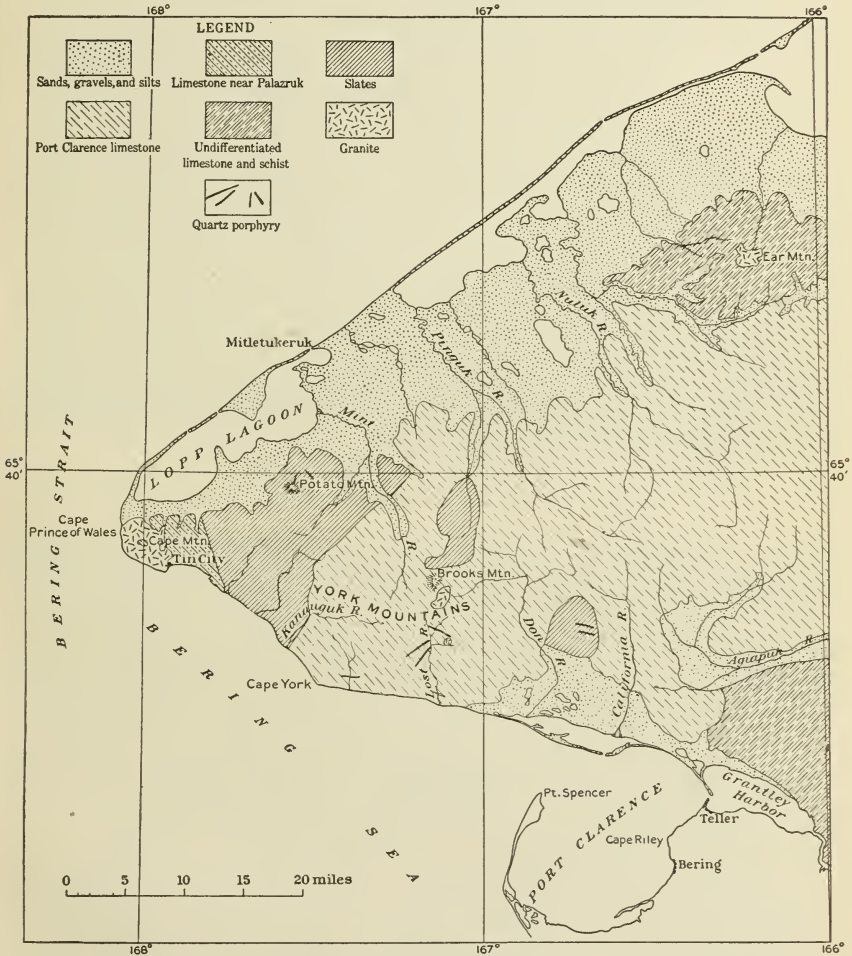 168°
167°
166°
LEGEND
Sands, gravels, and silts
Limestone near Palazruk
Slates
Port Clarence limestone
Undifferentiated
limestone and schist
Granite
Quartz porphyry
Ear Mtn.
Nuluk R.
Pinguk R.
Mitletukeruk
Mint R.
LOPP LAGOON
65°
40'
65°
40'
Potato Mtn.
BERING STRAIT
Cape
Prince of Wales
Cape Mtn.
Tin City
Brooks Mtn.
YORK MOUNTAINS
Kanauguk R.
Lost R.
Don R.
California R.
Agiapuk R.
Cape York
BERING SEA
Grantley
Harbor
Pt. Spencer
PORT CLARENCE
Teller
Cape Riley
Bering
0 5 10 15 20 miles
168°
167°
166°